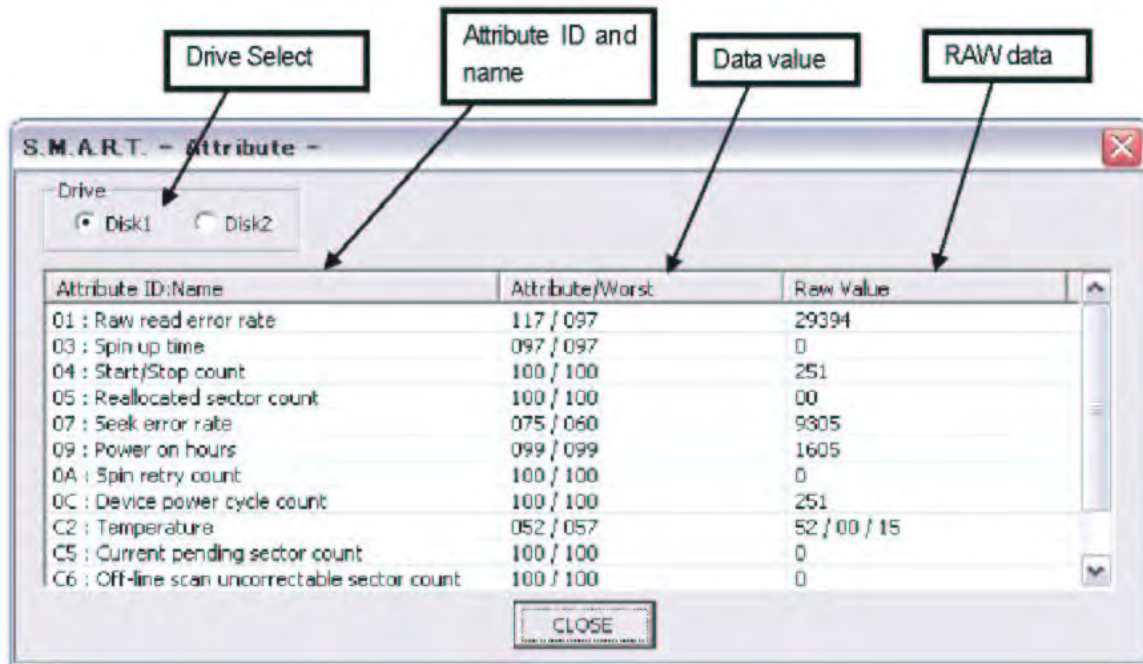 Drive Select
Attribute ID and
name
Data value
RAW data
S.M.A.R.T. - Attribute -
Drive
Disk1 Disk2
Attribute ID:Name Attribute/Worst Raw Value
01 : Raw read error rate 117 / 097 29394
03 : Spin up time 097 / 097 0
04 : Start/Stop count 100 / 100 251
05 : Reallocated sector count 100 / 100 00
07 : Seek error rate 075 / 060 9305
09 : Power on hours 099 / 099 1605
0A : Spin retry count 100 / 100 0
0C : Device power cycle count 100 / 100 251
C2 : Temperature 052 / 057 52 / 00 / 15
C5 : Current pending sector count 100 / 100 0
C6 : Off-line scan uncorrectable sector count 100 / 100 0
CLOSE